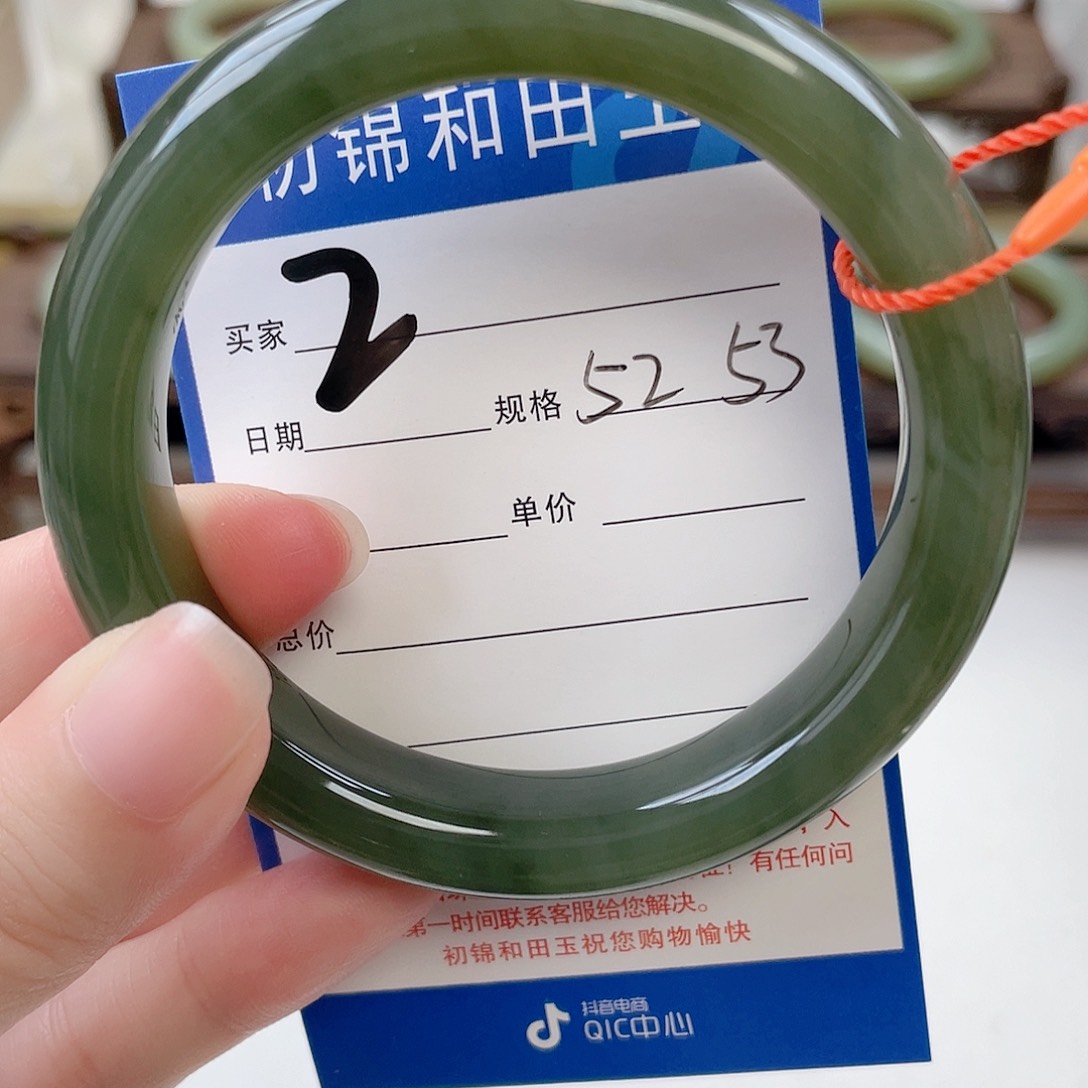 初锦和田玉
买家 2
日期 规格 52 53
单价
总价
，入
有任何问
第一时间联系客服给您解决。
初锦和田玉祝您购物愉快
抖音电商
QIC中心